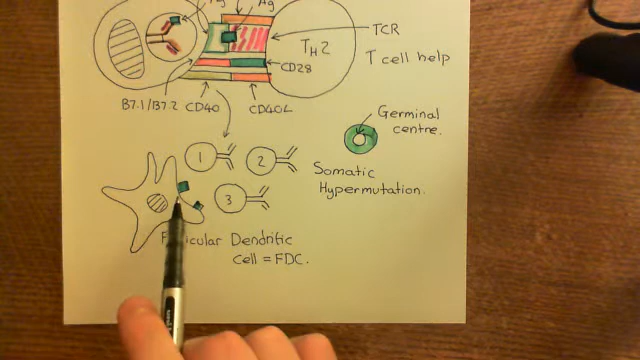 Ag
Ag
TCR
TH2
T cell help
CD28
B7.1/B7.2 CD40
CD40L
Germinal
centre.
1
2
3
Somatic
Hypermutation.
Dendritic
Cell = FDC.